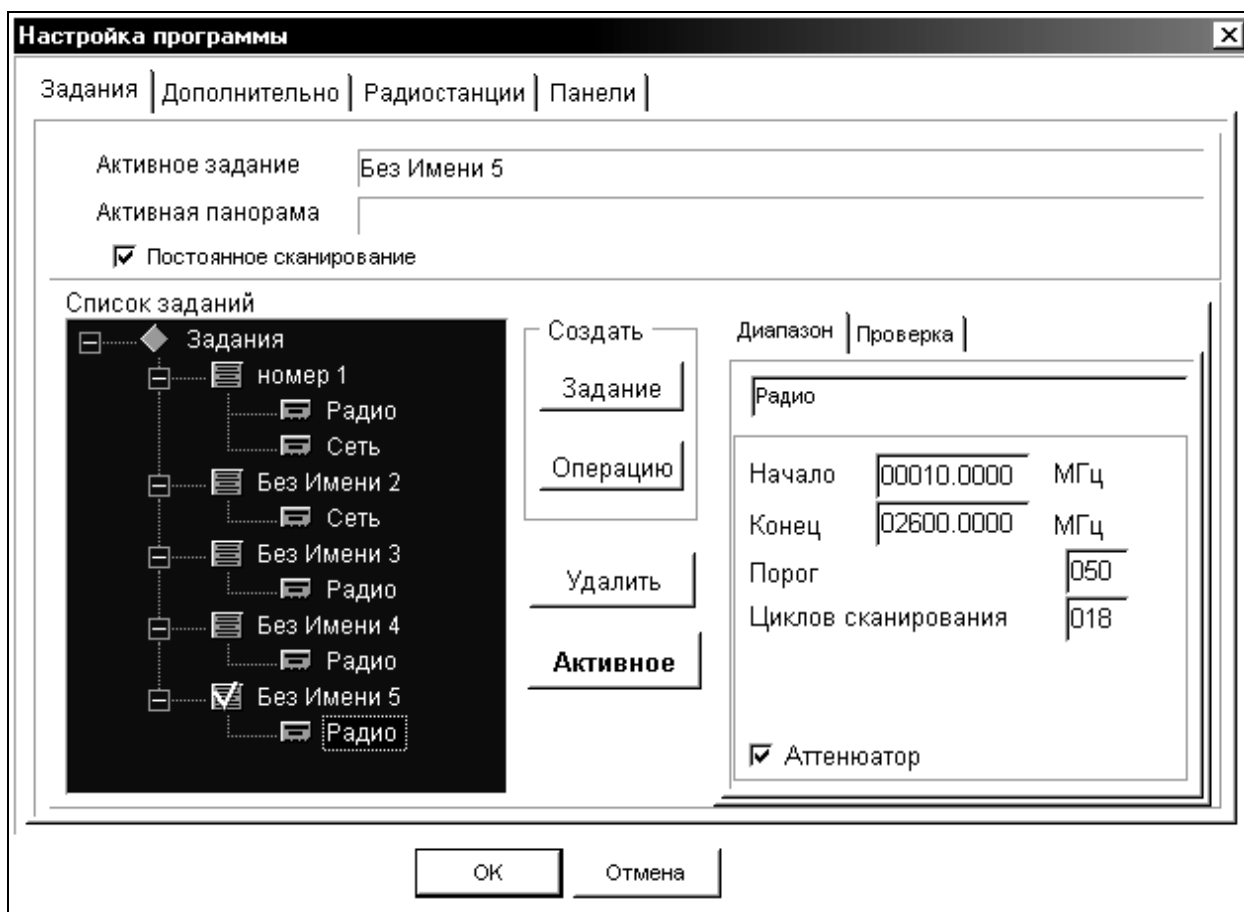 Настройка программы
Задания Дополнительно Радиостанции Панели
Активное задание Без Имени 5
Активная панорама
Постоянное сканирование
Список заданий
Задания
номер 1
Радио
Сеть
Без Имени 2
Сеть
Без Имени 3
Радио
Без Имени 4
Радио
Без Имени 5
Радио
Создать
Задание
Операцию
Удалить
Активное
Диапазон Проверка
Радио
Начало 00010.0000 МГц
Конец 02600.0000 МГц
Порог 050
Циклов сканирования 018
Аттенюатор
OK Отмена